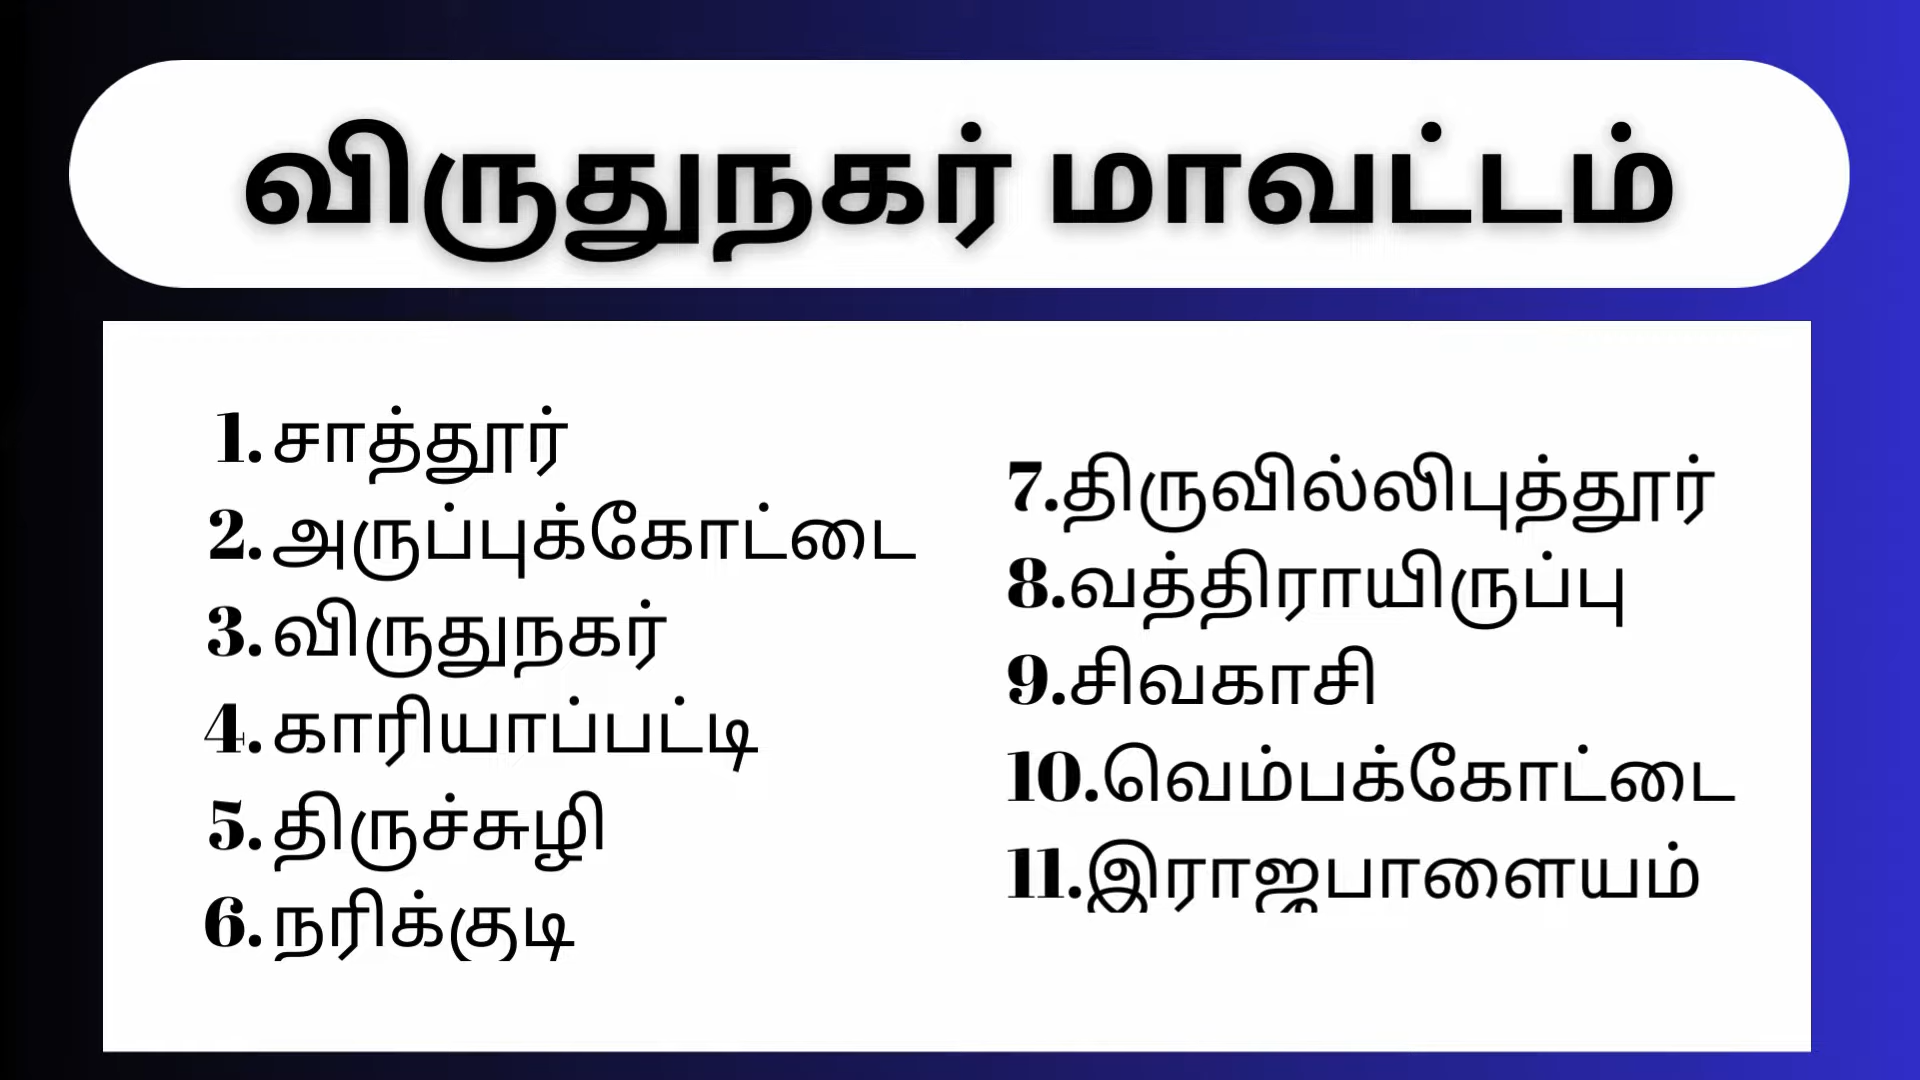 விருதுநகர் மாவட்டம்
1. சாத்தூர்
2. அருப்புக்கோட்டை
3. விருதுநகர்
4. காரியாப்பட்டி
5. திருச்சுழி
6. நரிக்குடி
7.திருவில்லிபுத்தூர்
8.வத்திராயிருப்பு
9.சிவகாசி
10.வெம்பக்கோட்டை
11.இராஜபாளையம்